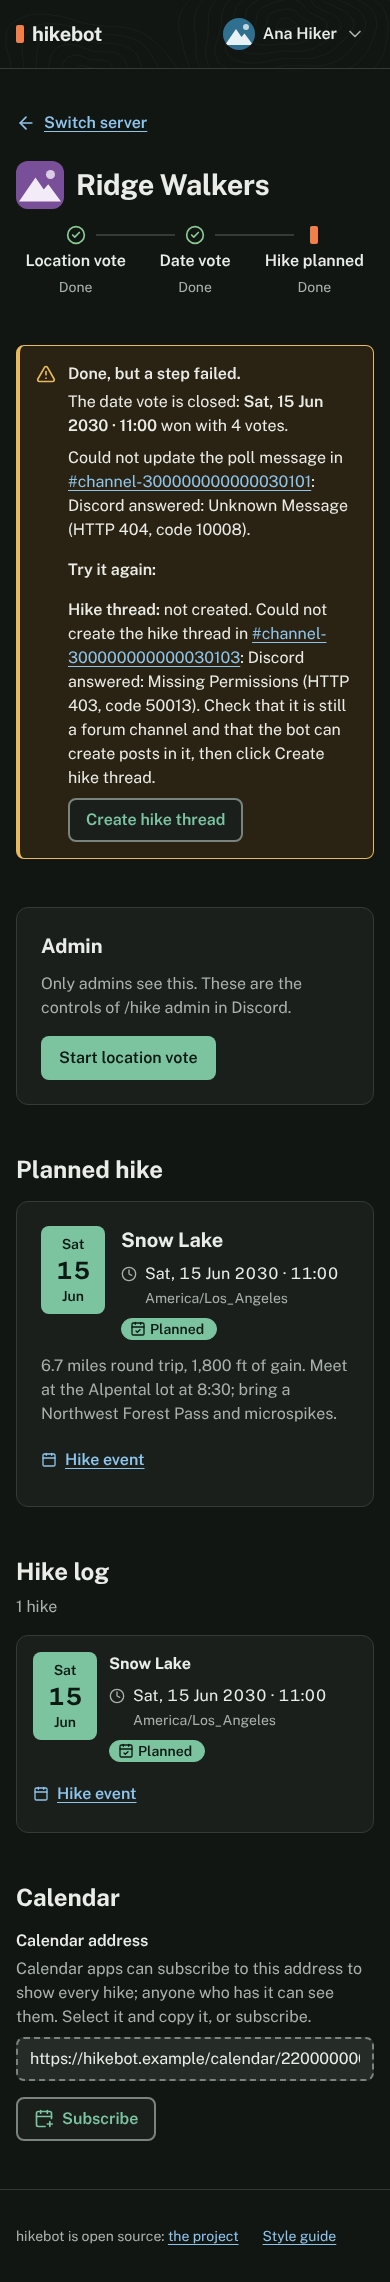 hikebot
Ana Hiker
Switch server
Ridge Walkers
Location vote
Date vote
Hike planned
Done
Done
Done
Done, but a step failed.
The date vote is closed: Sat, 15 Jun
2030 · 11:00 won with 4 votes.
Could not update the poll message in
#channel-300000000000030101:
Discord answered: Unknown Message
(HTTP 404, code 10008).
Try it again:
Hike thread: not created. Could not
create the hike thread in #channel-
300000000000030103: Discord
answered: Missing Permissions (HTTP
403, code 50013). Check that it is still
a forum channel and that the bot can
create posts in it, then click Create
hike thread.
Create hike thread
Admin
Only admins see this. These are the
controls of /hike admin in Discord.
Start location vote
Planned hike
Sat
15
Jun
Snow Lake
Sat, 15 Jun 2030 · 11:00
America/Los_Angeles
Planned
6.7 miles round trip, 1,800 ft of gain. Meet
at the Alpental lot at 8:30; bring a
Northwest Forest Pass and microspikes.
Hike event
Hike log
1 hike
Sat
15
Jun
Snow Lake
Sat, 15 Jun 2030 · 11:00
America/Los_Angeles
Planned
Hike event
Calendar
Calendar address
Calendar apps can subscribe to this address to
show every hike; anyone who has it can see
them. Select it and copy it, or subscribe.
https://hikebot.example/calendar/220000000
Subscribe
hikebot is open source: the project
Style guide